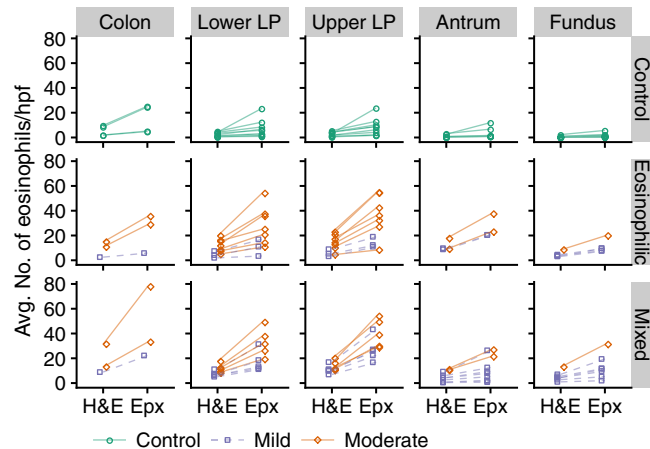 Colon Lower LP Upper LP Antrum Fundus
Avg. No. of eosinophils/hpf
80
60
40
20
0
Control
80
60
40
20
0
Eosinophilic
80
60
40
20
0
Mixed
H&E Epx H&E Epx H&E Epx H&E Epx H&E Epx
Control Mild Moderate